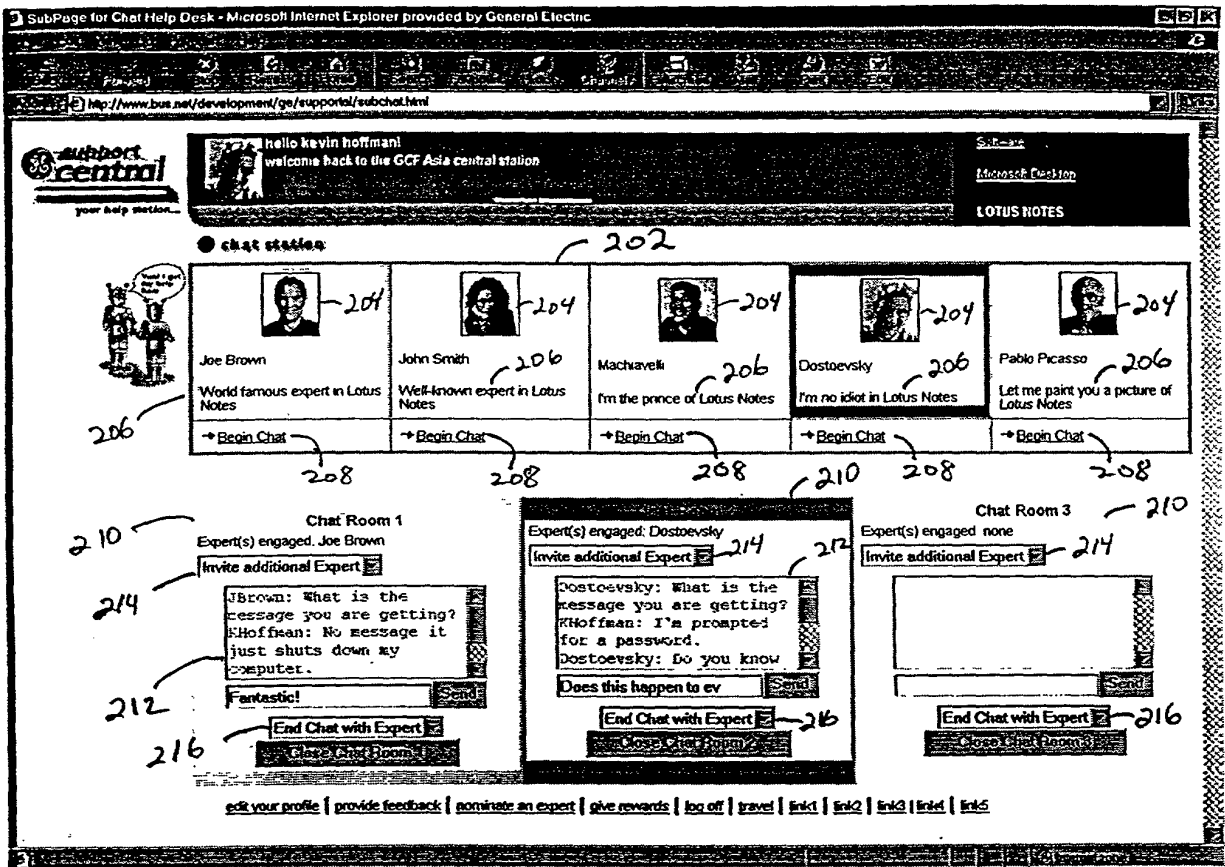 SubPage for Chat Help Desk - Microsoft Internet Explorer provided by General Electric
http://www.bus.net/development/ge/supportal/subchat.html
support central
your help station...
hello kevin hoffman!
welcome back to the GCF Asia central station
Software
Microsoft Desktop
LOTUS NOTES
chat station
202
204 204 204 204 204
Joe Brown John Smith Machiavelli Dostoevsky Pablo Picasso
206 206 206 206
World famous expert in Lotus Notes
Well-known expert in Lotus Notes
I'm the prince of Lotus Notes
I'm no idiot in Lotus Notes
Let me paint you a picture of Lotus Notes
206
→Begin Chat →Begin Chat →Begin Chat →Begin Chat →Begin Chat
208 208 208 208 208
210
Chat Room 1
210
Expert(s) engaged. Joe Brown
Invite additional Expert
214
JBrown: What is the
message you are getting?
KHoffman: No message it
just shuts down my
computer.
212
Fantastic!
Send
End Chat with Expert
216
Close Chat Room 1
Expert(s) engaged: Dostoevsky
Invite additional Expert
214
212
Dostoevsky: What is the
message you are getting?
KHoffman: I'm prompted
for a password.
Dostoevsky: Do you know
Does this happen to ev
Send
End Chat with Expert
216
Close Chat Room 2
Chat Room 3
210
Expert(s) engaged none
Invite additional Expert
214
Send
End Chat with Expert
216
Close Chat Room 3
edit your profile | provide feedback | nominate an expert | give rewards | log off | travel | link1 | link2 | link3 | link4 | link5